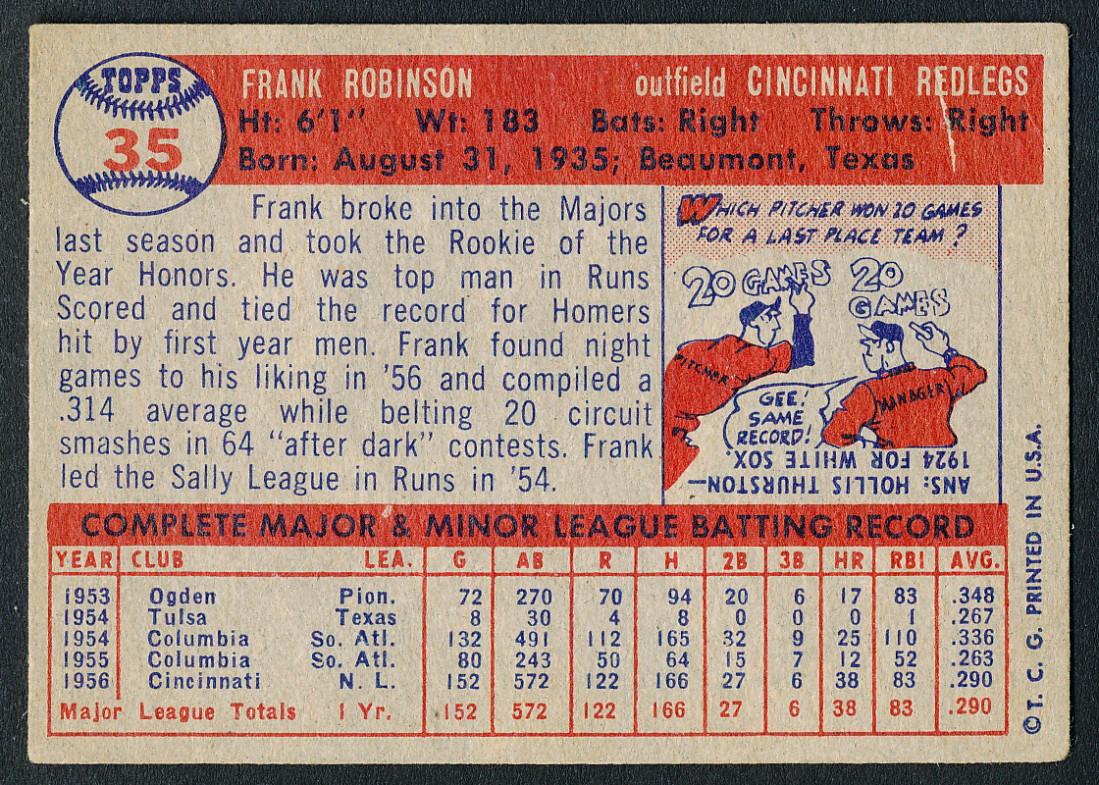 TOPPS
35
FRANK ROBINSON outfield CINCINNATI REDLEGS
Ht: 6'1" Wt: 183 Bats: Right Throws: Right
Born: August 31, 1935; Beaumont, Texas
Frank broke into the Majors
last season and took the Rookie of the
Year Honors. He was top man in Runs
Scored and tied the record for Homers
hit by first year men. Frank found night
games to his liking in '56 and compiled a
.314 average while belting 20 circuit
smashes in 64 "after dark" contests. Frank
led the Sally League in Runs in '54.
WHICH PITCHER WON 20 GAMES
FOR A LAST PLACE TEAM?
20 GAMES
20
GAMES
PITCHER
MANAGER
GEE!
SAME
RECORD!
ANS: HOLLIS THURSTON—
1924 FOR WHITE SOX.
COMPLETE MAJOR & MINOR LEAGUE BATTING RECORD
YEAR CLUB LEA. G AB R H 2B 3B HR RBI AVG.
1953 Ogden Pion. 72 270 70 94 20 6 17 83 .348
1954 Tulsa Texas 8 30 4 8 0 0 0 1 .267
1954 Columbia So. Atl. 132 491 112 165 32 9 25 110 .336
1955 Columbia So. Atl. 80 243 50 64 15 7 12 52 .263
1956 Cincinnati N. L. 152 572 122 166 27 6 38 83 .290
Major League Totals 1 Yr. 152 572 122 166 27 6 38 83 .290
© T. C. G. PRINTED IN U.S.A.